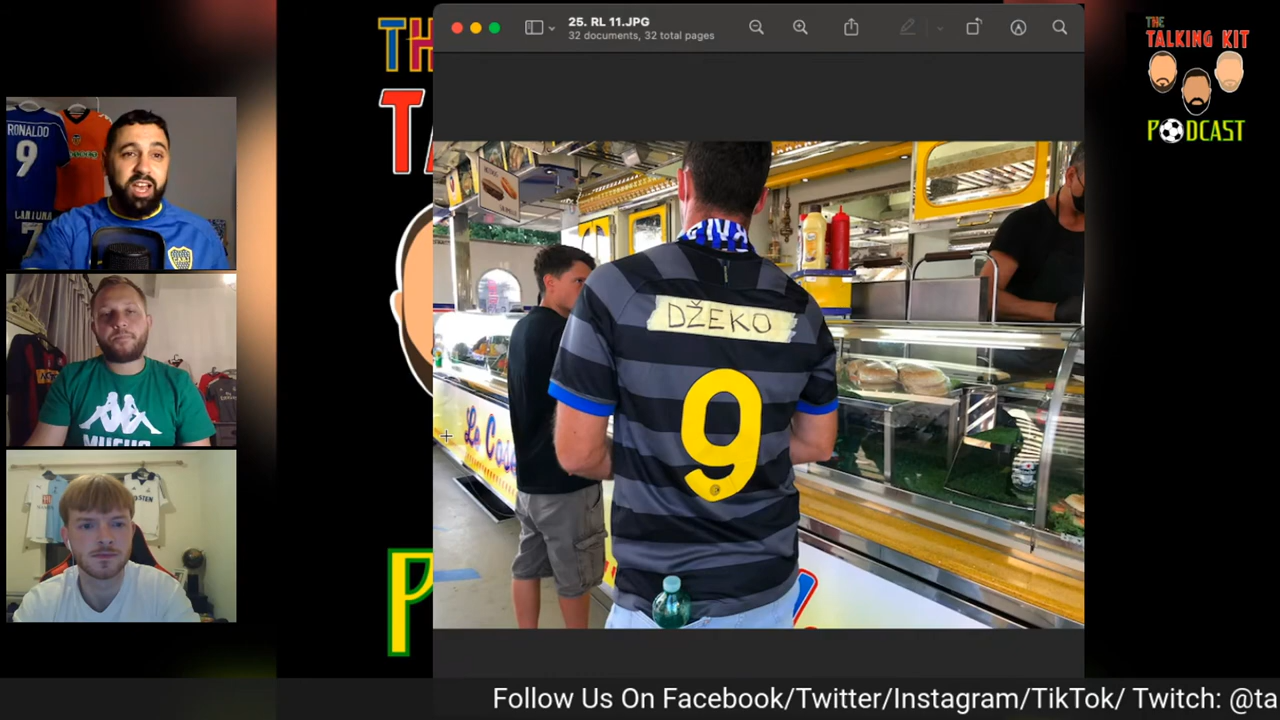 25. RL 11.JPG
32 documents, 32 total pages
THE
TALKING KIT
PODCAST
RONALDO
9
CANTONA
7
DŽEKO
9
Follow Us On Facebook/Twitter/Instagram/TikTok/ Twitch: @ta